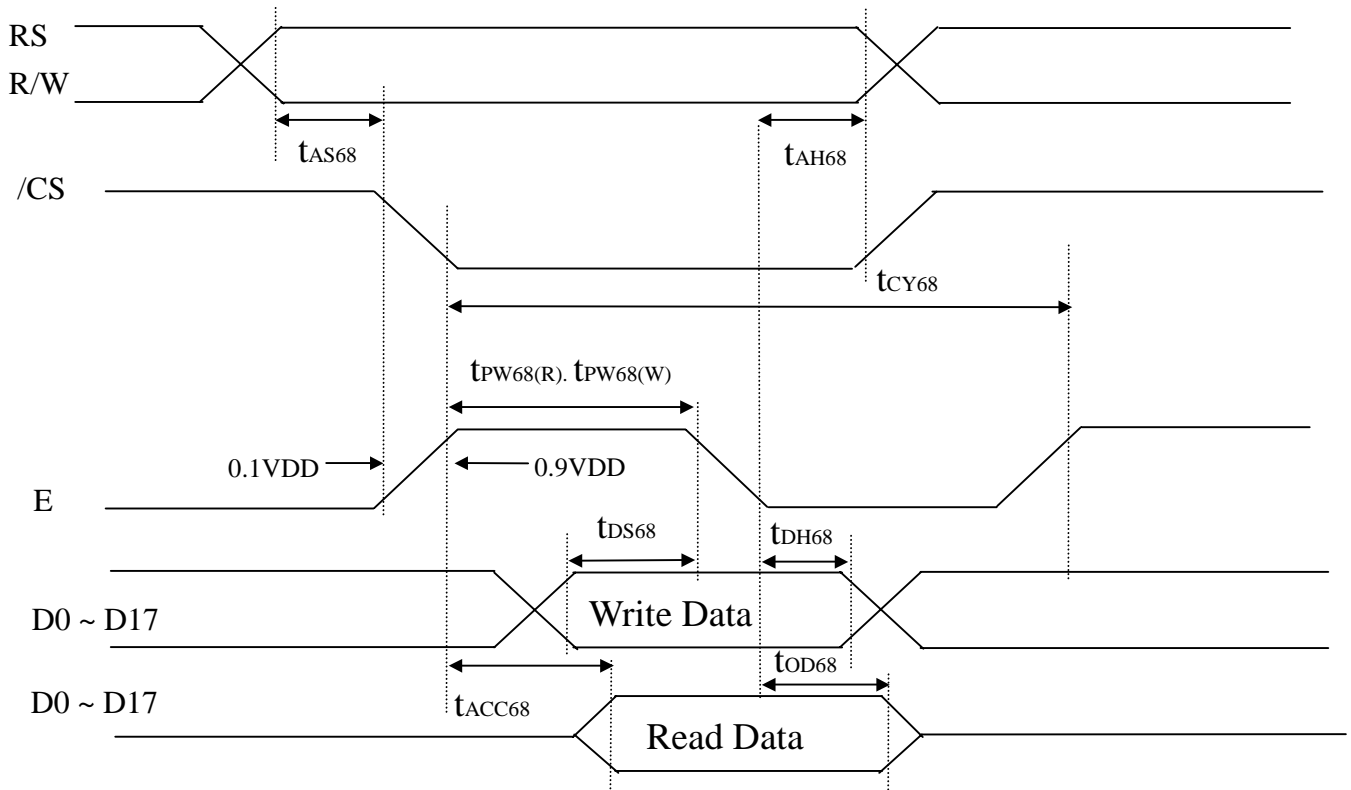 RS
R/W
tAS68
tAH68
/CS
tCY68
tPW68(R). tPW68(W)
0.1VDD
0.9VDD
E
tDS68
tDH68
D0 ~ D17
Write Data
tOD68
D0 ~ D17
tACC68
Read Data